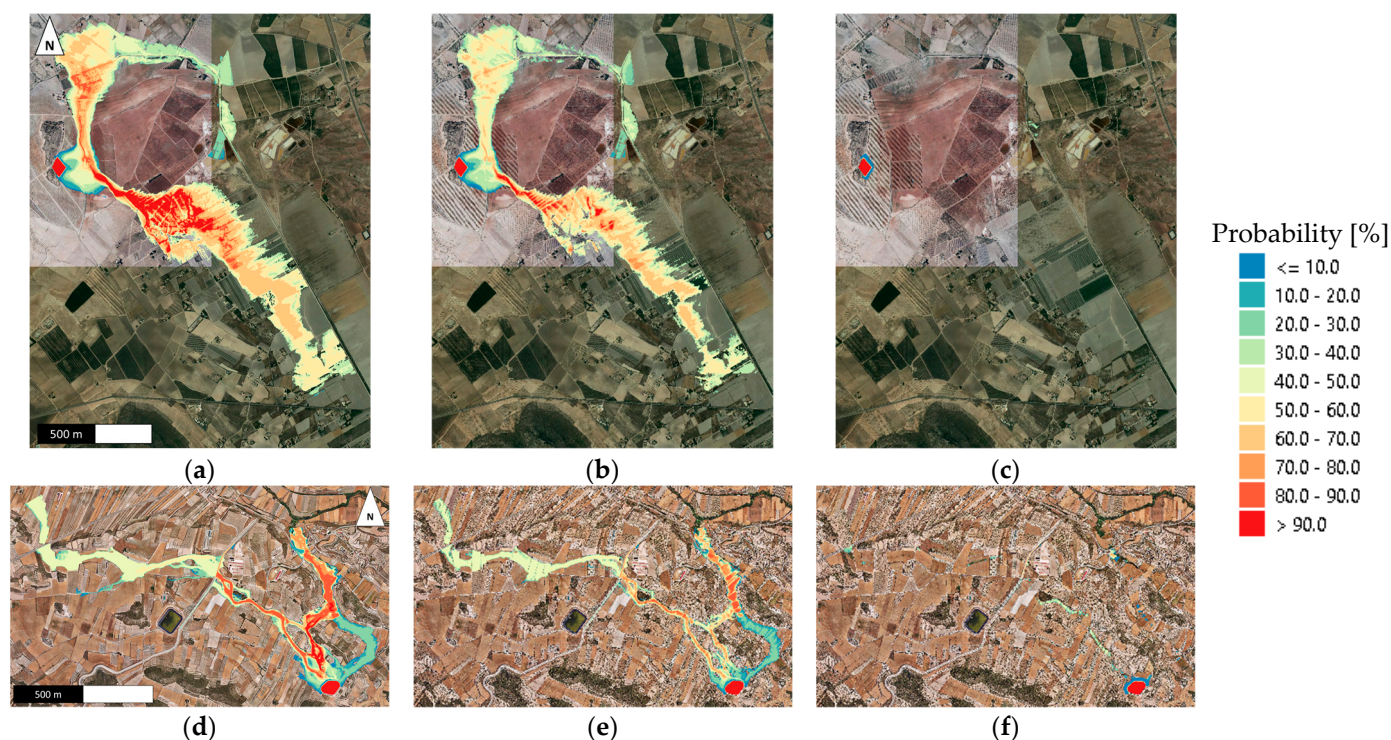 N
500 m
(a)
(b)
(c)
Probability [%]
<= 10.0
10.0 - 20.0
20.0 - 30.0
30.0 - 40.0
40.0 - 50.0
50.0 - 60.0
60.0 - 70.0
70.0 - 80.0
80.0 - 90.0
> 90.0
N
500 m
(d)
(e)
(f)